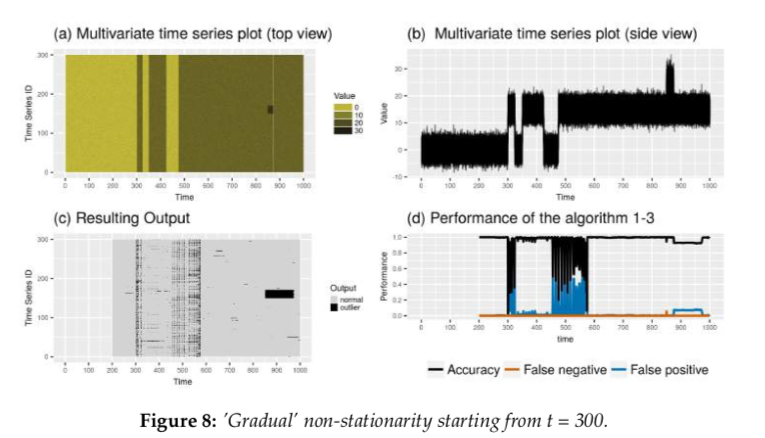 (a) Multivariate time series plot (top view)
300
200
100
0
Time Series ID
0 100 200 300 400 500 600 700 800 900 1000
Time
Value
0
10
20
30
(b) Multivariate time series plot (side view)
30
20
10
0
-10
Value
0 100 200 300 400 500 600 700 800 900 1000
Time
(c) Resulting Output
300
200
100
0
Time Series ID
0 100 200 300 400 500 600 700 800 900 1000
Time
Output
normal
outlier
(d) Performance of the algorithm 1-3
1.0
0.8
0.6
0.4
0.2
0.0
Performance
0 100 200 300 400 500 600 700 800 900 1000
time
Accuracy False negative False positive
Figure 8: 'Gradual' non-stationarity starting from t = 300.